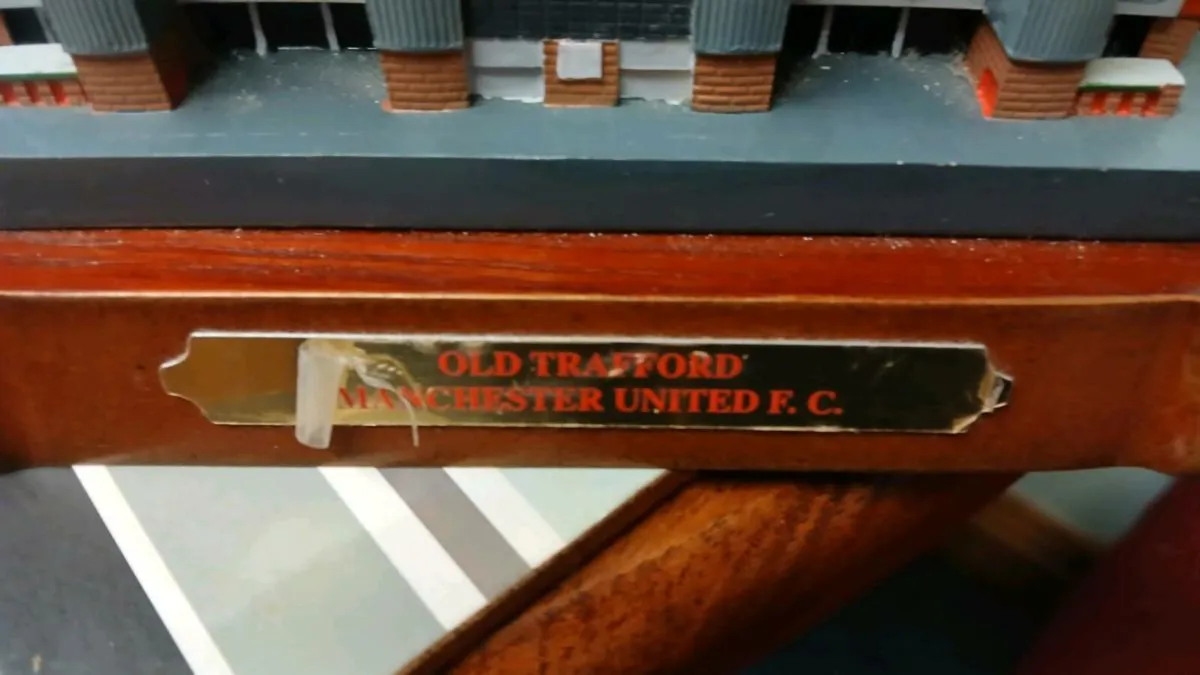 OLD TRAFFORD
MANCHESTER UNITED F. C.